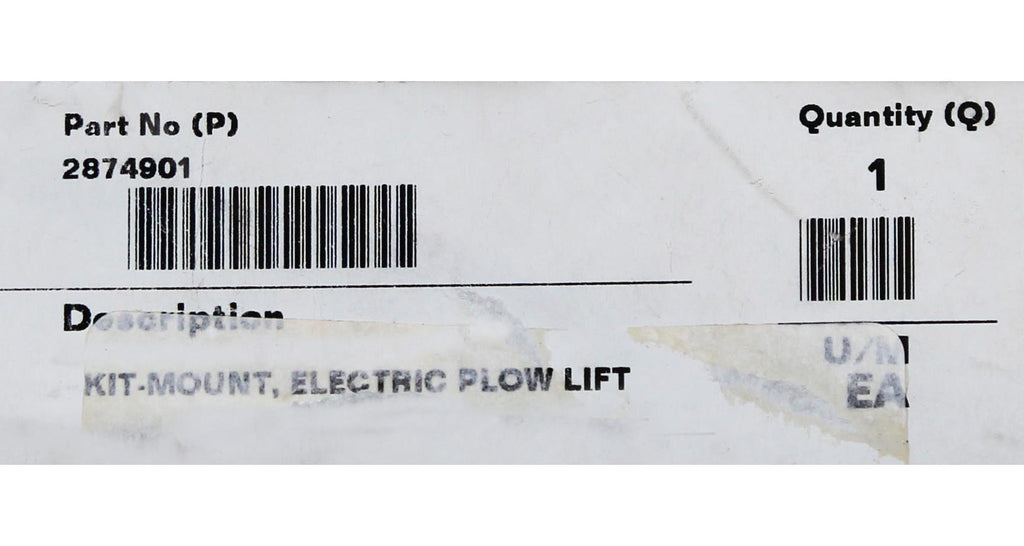 Part No (P)
2874901
Quantity (Q)
1
Description
KIT-MOUNT, ELECTRIC PLOW LIFT
U/M
EA